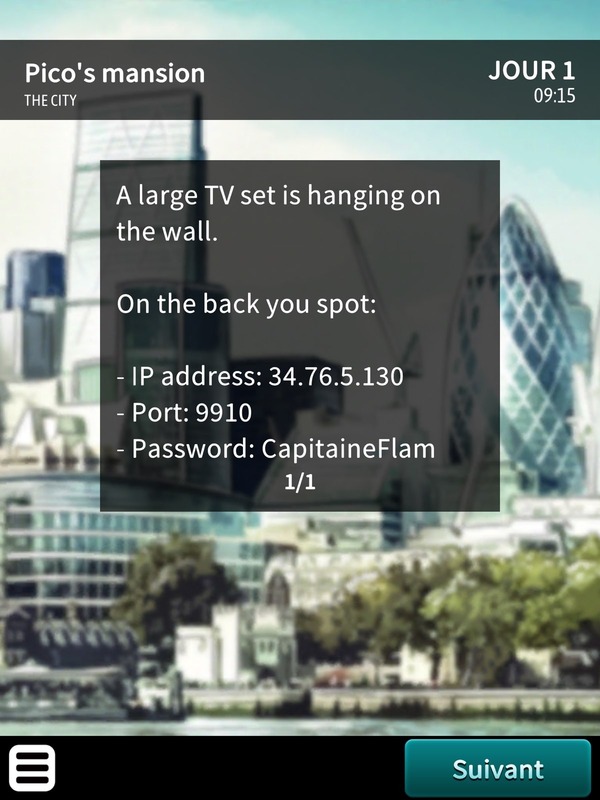 Pico's mansion
THE CITY
JOUR 1
09:15
A large TV set is hanging on
the wall.
On the back you spot:
- IP address: 34.76.5.130
- Port: 9910
- Password: CapitaineFlam
1/1
Suivant